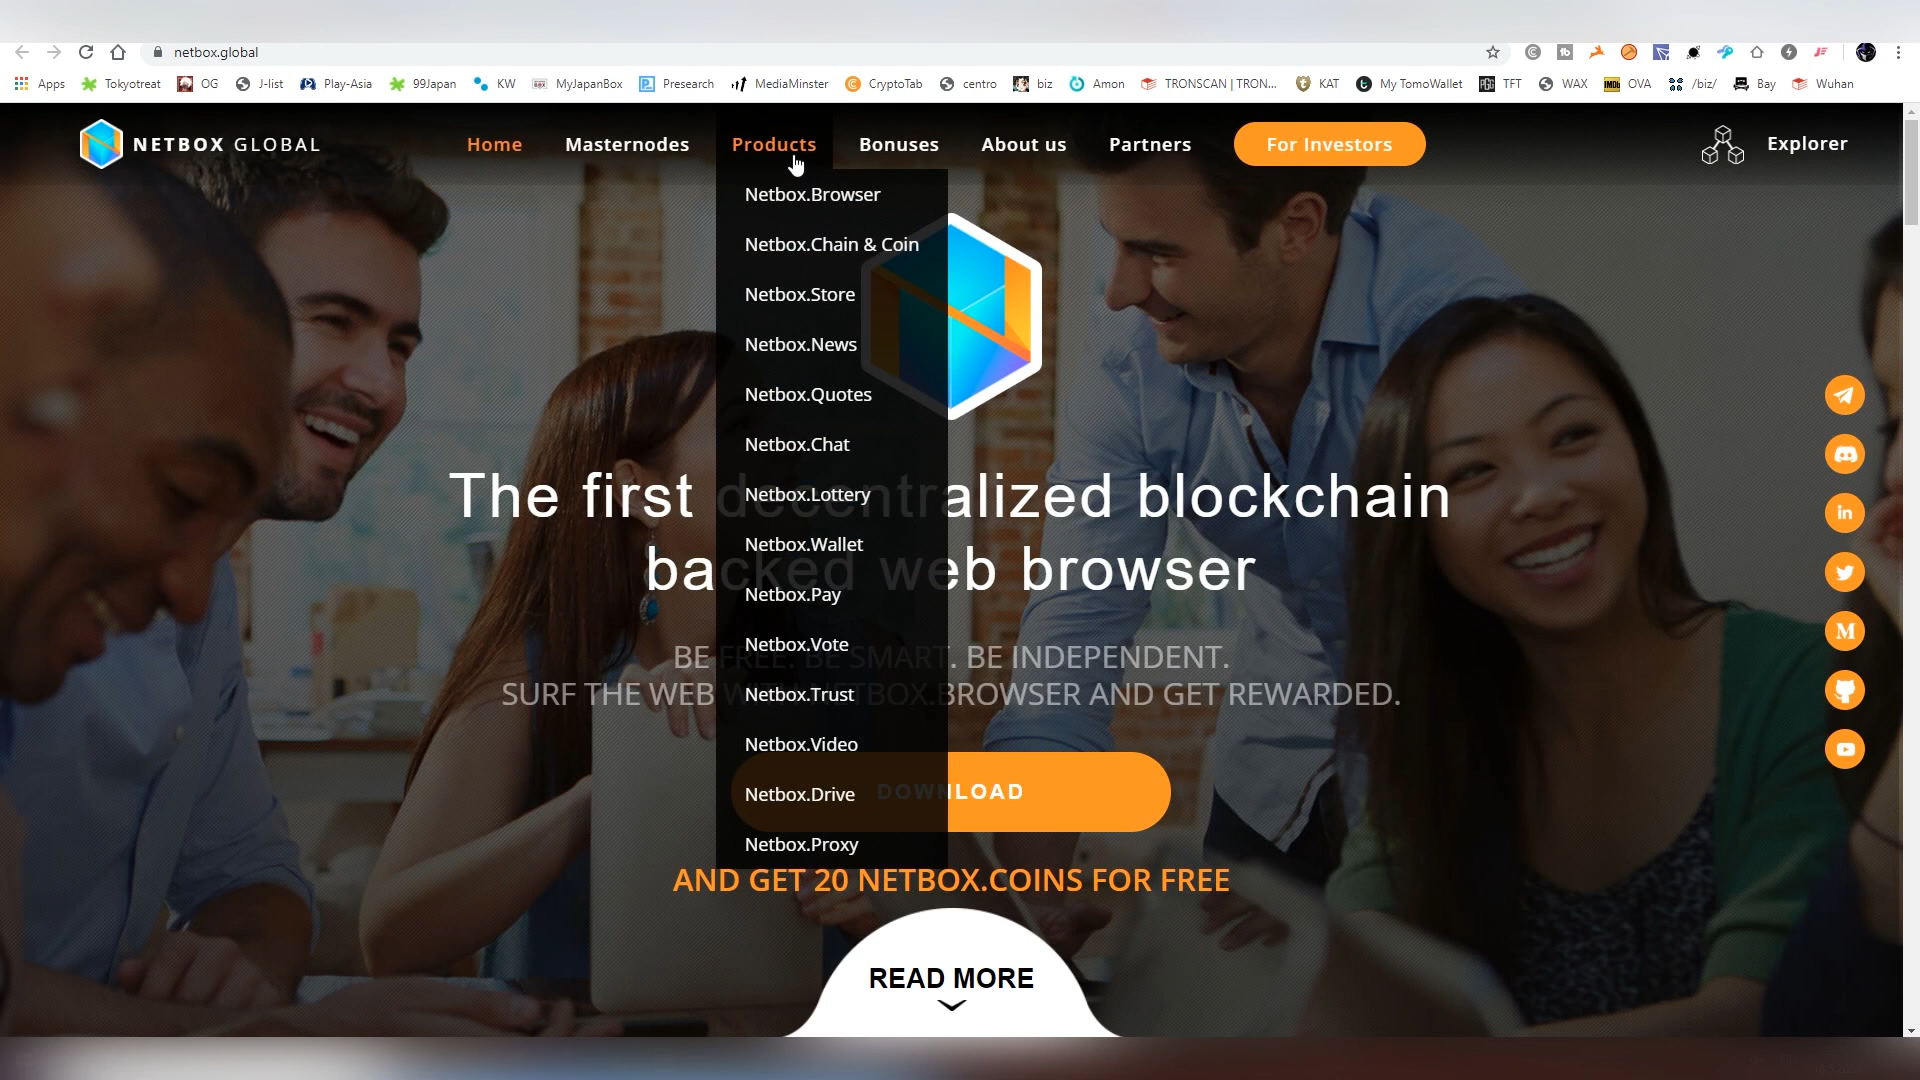 netbox.global
Apps
Tokyotreat
OG
J-list
Play-Asia
99Japan
KW
MyJapanBox
Presearch
MediaMinster
CryptoTab
centro
biz
Amon
TRONSCAN | TRON...
KAT
My TomoWallet
TFT
WAX
OVA
/biz/
Bay
Wuhan
NETBOX GLOBAL
Home
Masternodes
Products
Bonuses
About us
Partners
For Investors
Explorer
Netbox.Browser
Netbox.Chain & Coin
Netbox.Store
Netbox.News
Netbox.Quotes
Netbox.Chat
Netbox.Lottery
Netbox.Wallet
Netbox.Pay
Netbox.Vote
Netbox.Trust
Netbox.Video
Netbox.Drive
Netbox.Proxy
The first decentralized blockchain
backed web browser
BE FREE. BE SMART. BE INDEPENDENT.
SURF THE WEB WITH NETBOX.BROWSER AND GET REWARDED.
DOWNLOAD
AND GET 20 NETBOX.COINS FOR FREE
READ MORE